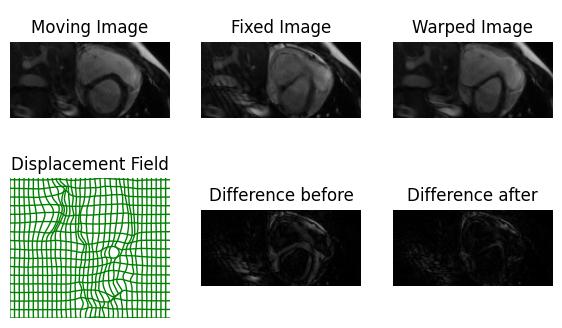 Moving Image
Fixed Image
Warped Image
Displacement Field
Difference before
Difference after